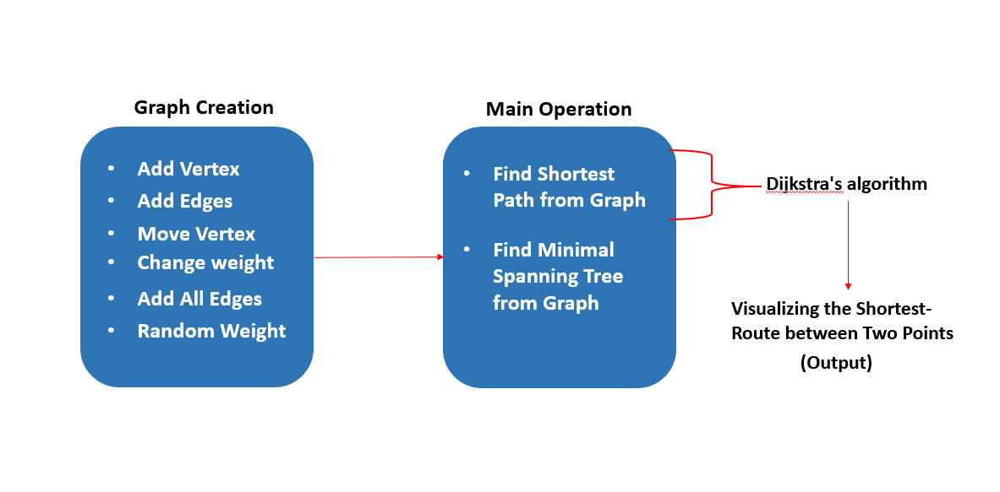 Graph Creation
• Add Vertex
• Add Edges
• Move Vertex
• Change weight
• Add All Edges
• Random Weight
Main Operation
• Find Shortest
Path from Graph
• Find Minimal
Spanning Tree
from Graph
Dijkstra's algorithm
Visualizing the Shortest-
Route between Two Points
(Output)